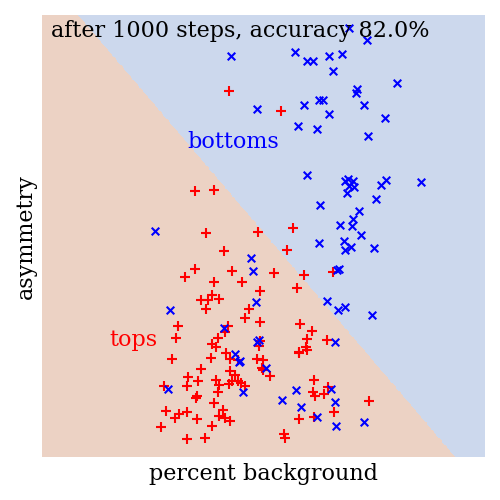 after 1000 steps, accuracy 82.0%
bottoms
asymmetry
tops
percent background